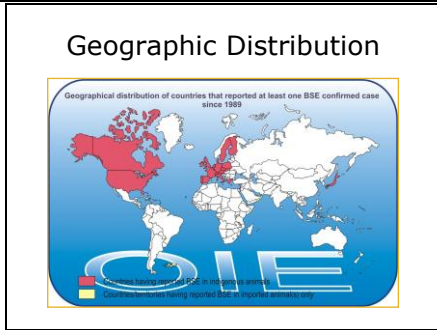 Geographic Distribution
Geographical distribution of countries that reported at least one BSE confirmed case
since 1989
OIE
Countries having reported BSE in indigenous animals
Countries/territories having reported BSE in imported animal(s) only